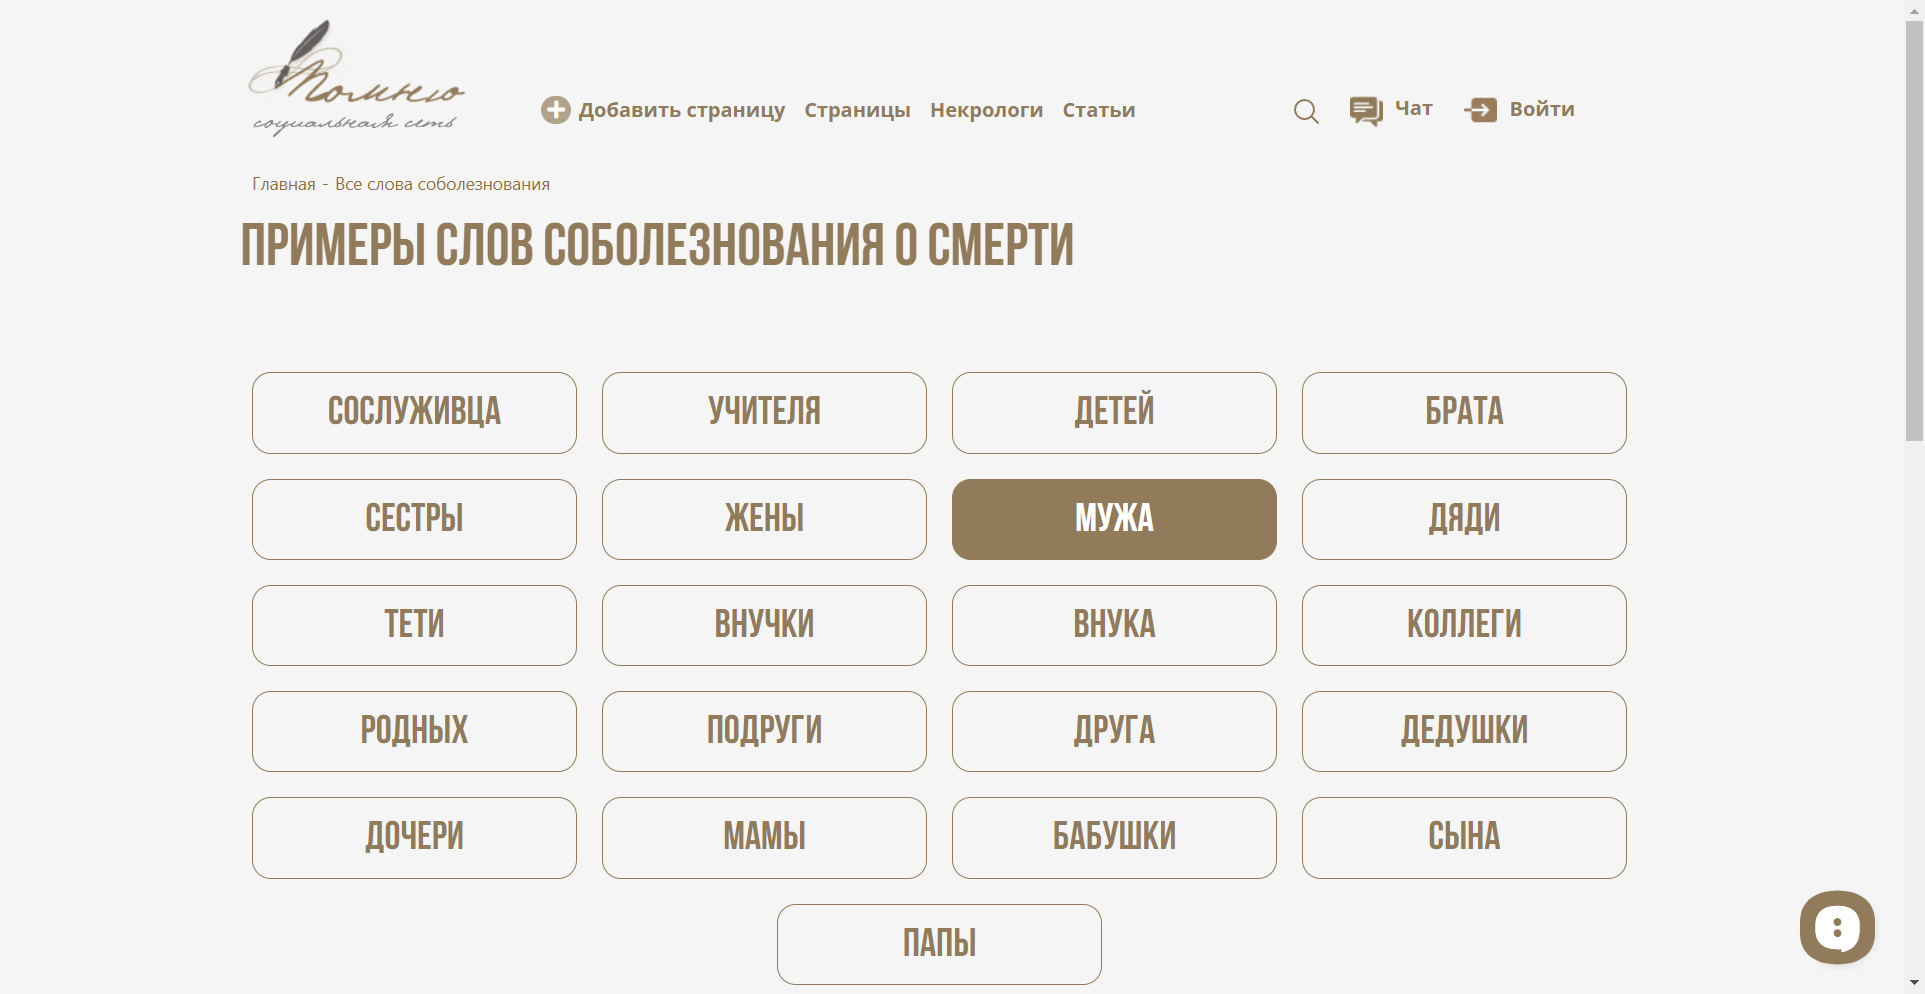 Помню
социальная сеть
Добавить страницу Страницы Некрологи Статьи Чат Войти
Главная - Все слова соболезнования
ПРИМЕРЫ СЛОВ СОБОЛЕЗНОВАНИЯ О СМЕРТИ
СОСЛУЖИВЦА УЧИТЕЛЯ ДЕТЕЙ БРАТА
СЕСТРЫ ЖЕНЫ МУЖА ДЯДИ
ТЕТИ ВНУЧКИ ВНУКА КОЛЛЕГИ
РОДНЫХ ПОДРУГИ ДРУГА ДЕДУШКИ
ДОЧЕРИ МАМЫ БАБУШКИ СЫНА
ПАПЫ